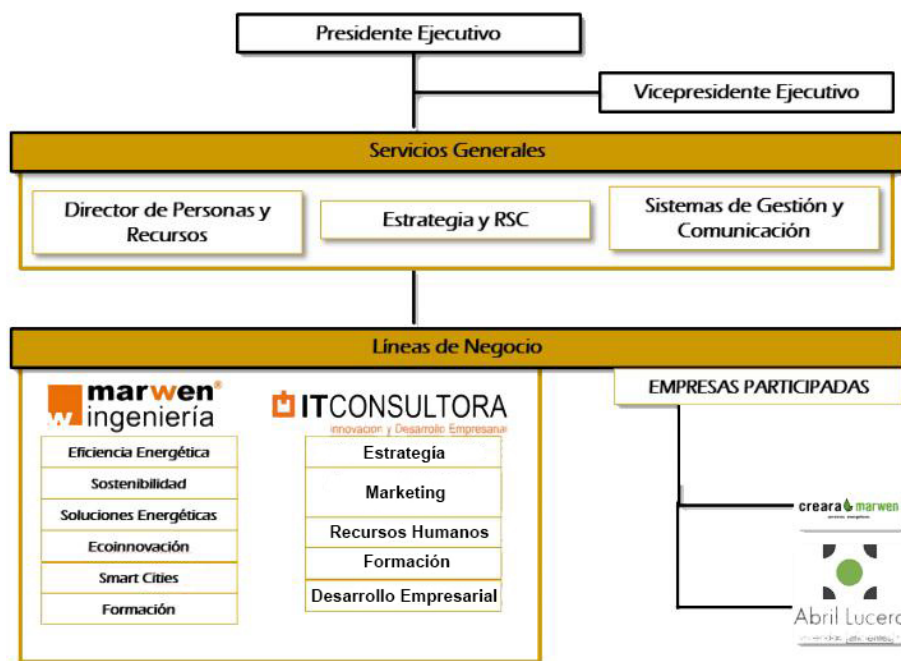 Presidente Ejecutivo
Vicepresidente Ejecutivo
Servicios Generales
Director de Personas y
Recursos
Estrategia y RSC
Sistemas de Gestión y
Comunicación
Líneas de Negocio
marwen®
ingeniería
w
Eficiencia Energética
Sostenibilidad
Soluciones Energéticas
Ecoinnovación
Smart Cities
Formación
ITCONSULTORA
Innovacion y Desarrollo Empresarial
Estrategía
Marketing
Recursos Humanos
Formación
Desarrollo Empresarial
EMPRESAS PARTICIPADAS
creara marwen
Abril Lucero